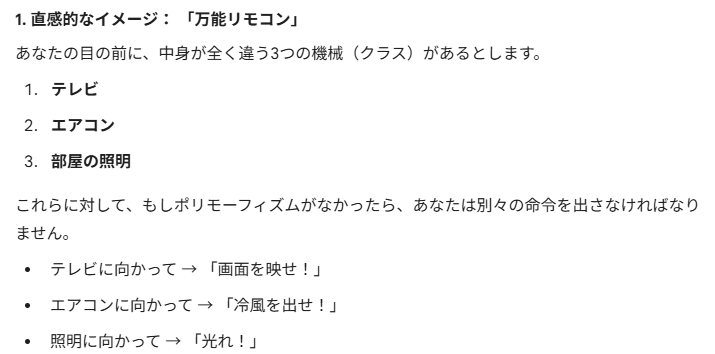 1. 直感的なイメージ： 「万能リモコン」
あなたの目の前に、中身が全く違う3つの機械（クラス）があるとします。
1. テレビ
2. エアコン
3. 部屋の照明
これらに対して、もしポリモーフィズムがなかったら、あなたは別々の命令を出さなければなり
ません。
• テレビに向かって → 「画面を映せ！」
• エアコンに向かって → 「冷風を出せ！」
• 照明に向かって → 「光れ！」